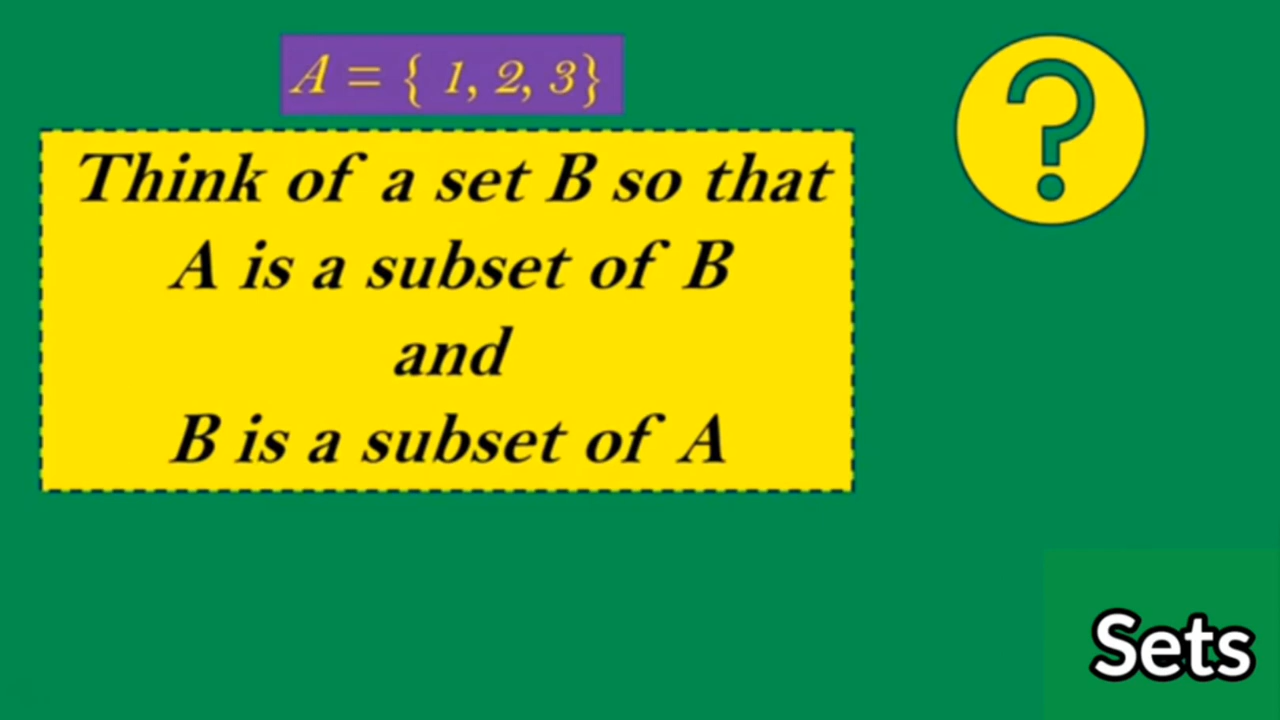 A = { 1, 2, 3}
?
Think of a set B so that
A is a subset of B
and
B is a subset of A
Sets